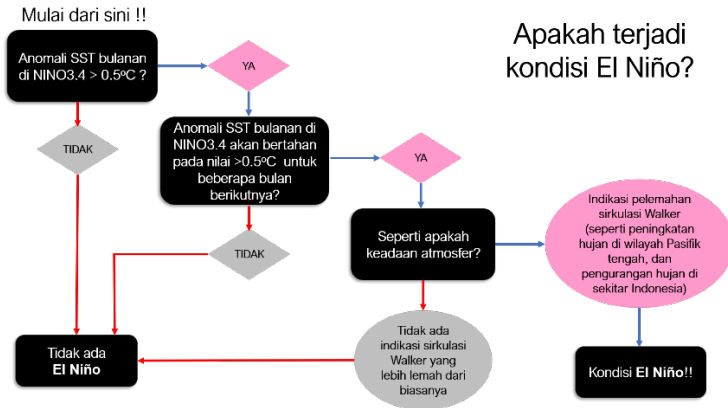 Mulai dari sini !!
Apakah terjadi
kondisi El Niño?
Anomali SST bulanan
di NINO3.4 > 0.5ºC ?
YA
TIDAK
Anomali SST bulanan di
NINO3.4 akan bertahan
pada nilai >0.5ºC untuk
beberapa bulan
berikutnya?
YA
TIDAK
Seperti apakah
keadaan atmosfer?
Indikasi pelemahan
sirkulasi Walker
(seperti peningkatan
hujan di wilayah Pasifik
tengah, dan
pengurangan hujan di
sekitar Indonesia)
Tidak ada
El Niño
Tidak ada
indikasi sirkulasi
Walker yang
lebih lemah dari
biasanya
Kondisi El Niño!!